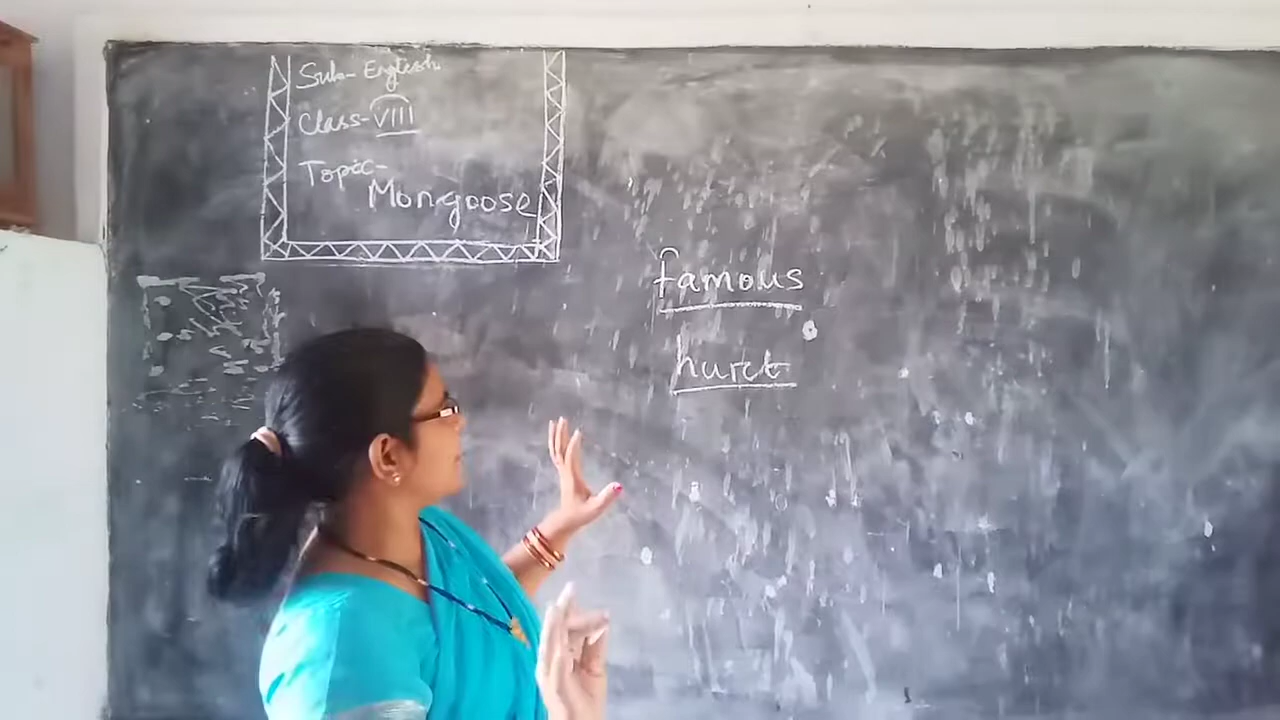 Sub- English
Class- VIII
Topic-
Mongoose
famous
hurt